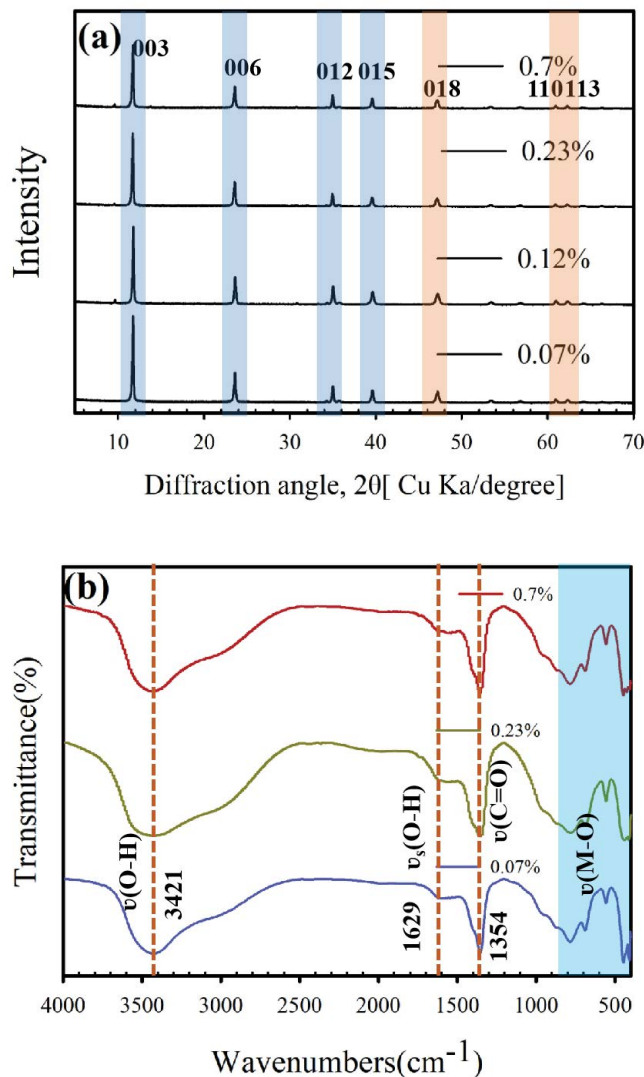 (a)
003
006
012
015
018
110
113
0.7%
0.23%
0.12%
0.07%
Intensity
10 20 30 40 50 60 70
Diffraction angle, 2θ[ Cu Ka/degree]
(b)
0.7%
0.23%
0.07%
υ(O-H)
3421
υs(O-H)
1629
υ(C=O)
1354
υ(M-O)
Transmittance(%)
4000 3500 3000 2500 2000 1500 1000 500
Wavenumbers(cm-1)